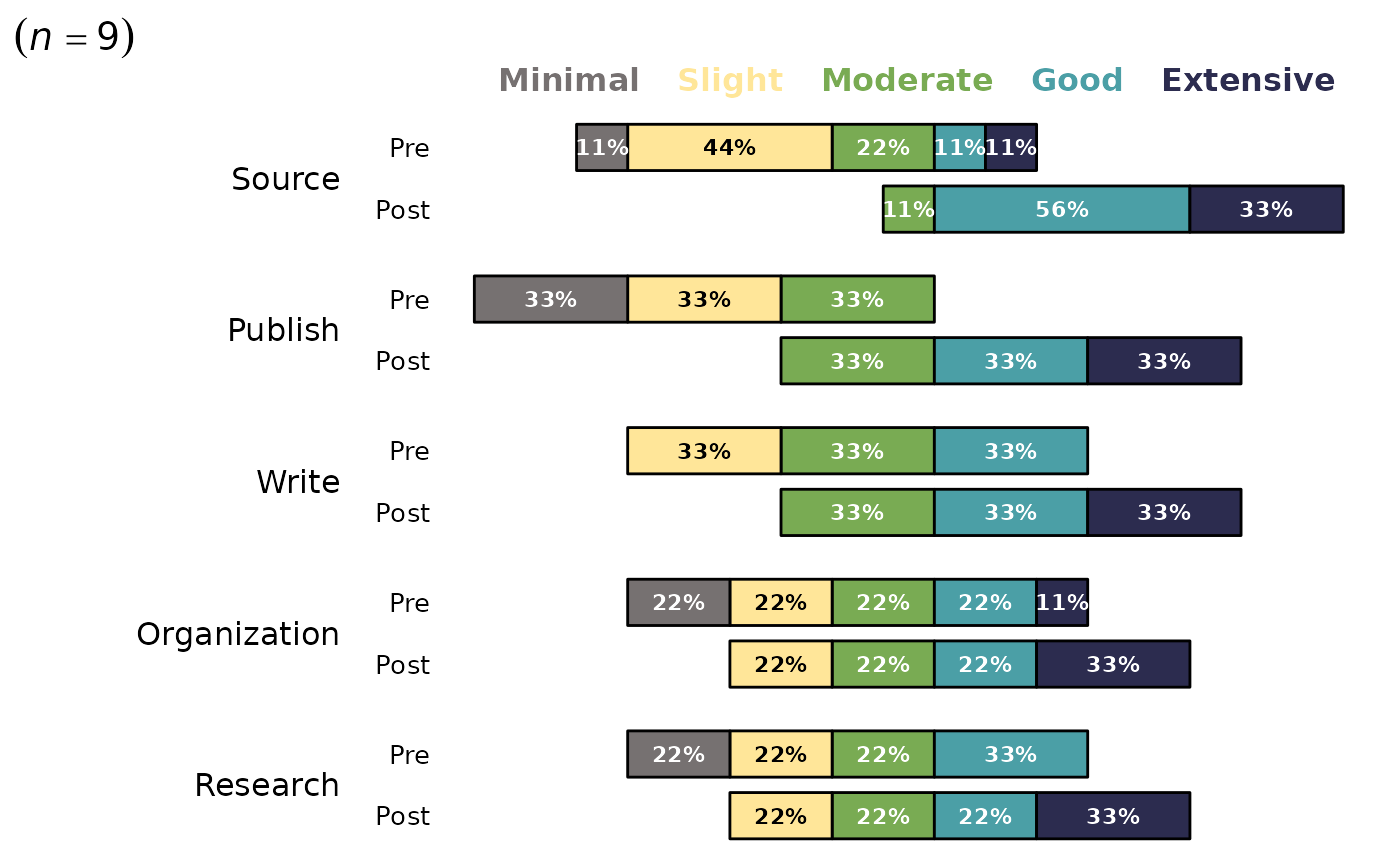 (n = 9)
Minimal Slight Moderate Good Extensive
Source
Pre 11% 44% 22% 11% 11%
Post 11% 56% 33%
Publish
Pre 33% 33% 33%
Post 33% 33% 33%
Write
Pre 33% 33% 33%
Post 33% 33% 33%
Organization
Pre 22% 22% 22% 22% 11%
Post 22% 22% 22% 33%
Research
Pre 22% 22% 22% 33%
Post 22% 22% 22% 33%